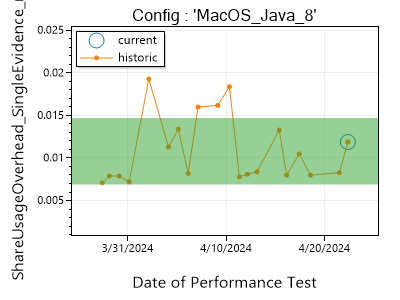 Config : 'MacOS_Java_8'
ShareUsageOverhead_SingleEvidence_
current
historic
0.025
0.02
0.015
0.01
0.005
3/31/2024
4/10/2024
4/20/2024
Date of Performance Test